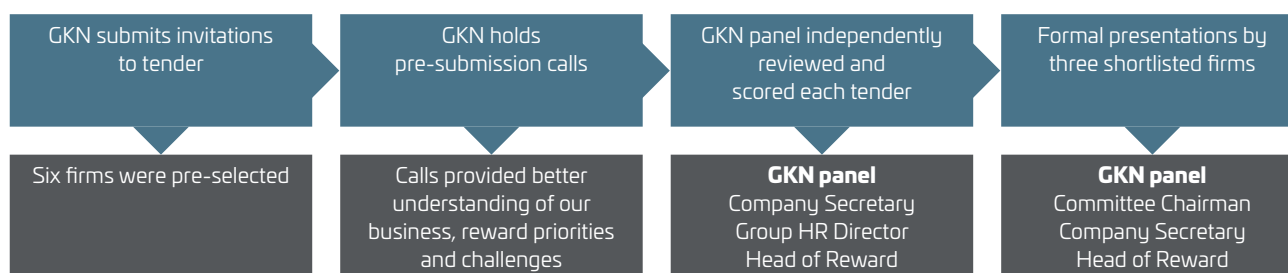 GKN submits invitations
to tender
GKN holds
pre-submission calls
GKN panel independently
reviewed and
scored each tender
Formal presentations by
three shortlisted firms
Six firms were pre-selected
Calls provided better
understanding of our
business, reward priorities
and challenges
GKN panel
Company Secretary
Group HR Director
Head of Reward
GKN panel
Committee Chairman
Company Secretary
Head of Reward